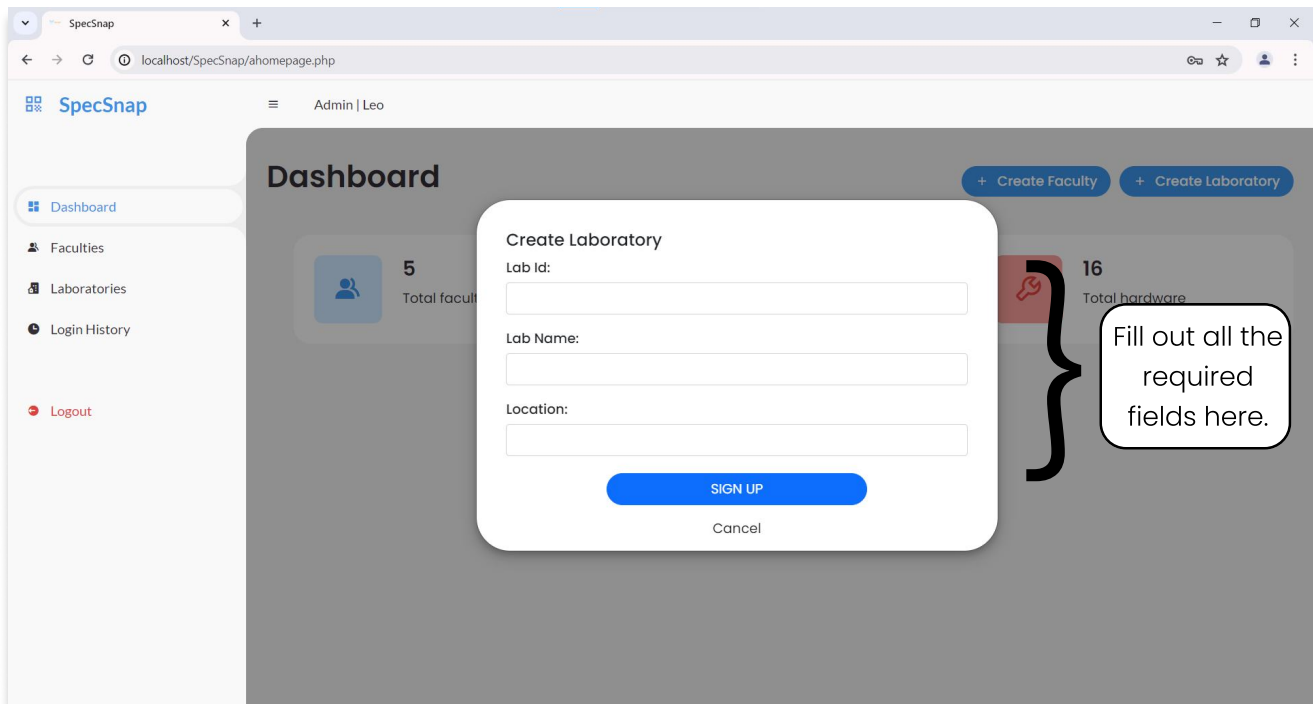 SpecSnap
localhost/SpecSnap/ahomepage.php
SpecSnap
Admin | Leo
Dashboard
Faculties
Laboratories
Login History
Logout
Dashboard
+ Create Faculty
+ Create Laboratory
5
Total facult
16
Total hardware
Create Laboratory
Lab Id:
Lab Name:
Location:
SIGN UP
Cancel
Fill out all the
required
fields here.